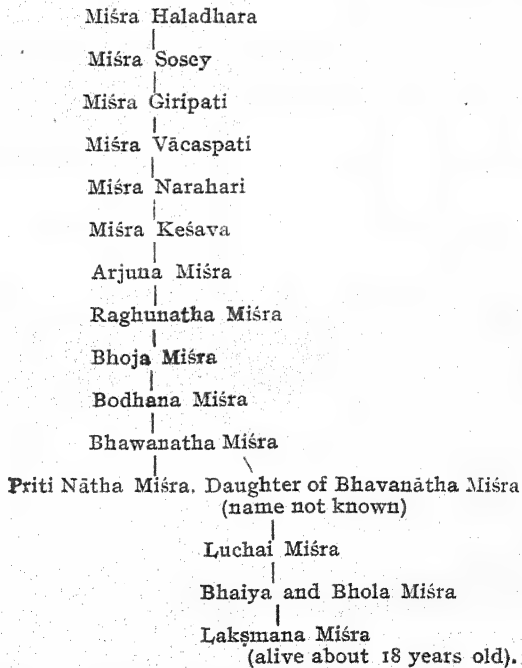 Miśra Haladhara
Miśra Sosey
Miśra Giripati
Miśra Vācaspati
Miśra Narahari
Miśra Keśava
Arjuna Miśra
Raghunatha Miśra
Bhoja Miśra
Bodhana Miśra
Bhawanatha Miśra
Priti Nātha Miśra. Daughter of Bhavanātha Miśra
(name not known)
Luchai Miśra
Bhaiya and Bhola Miśra
Lakṣmana Miśra
(alive about 18 years old).